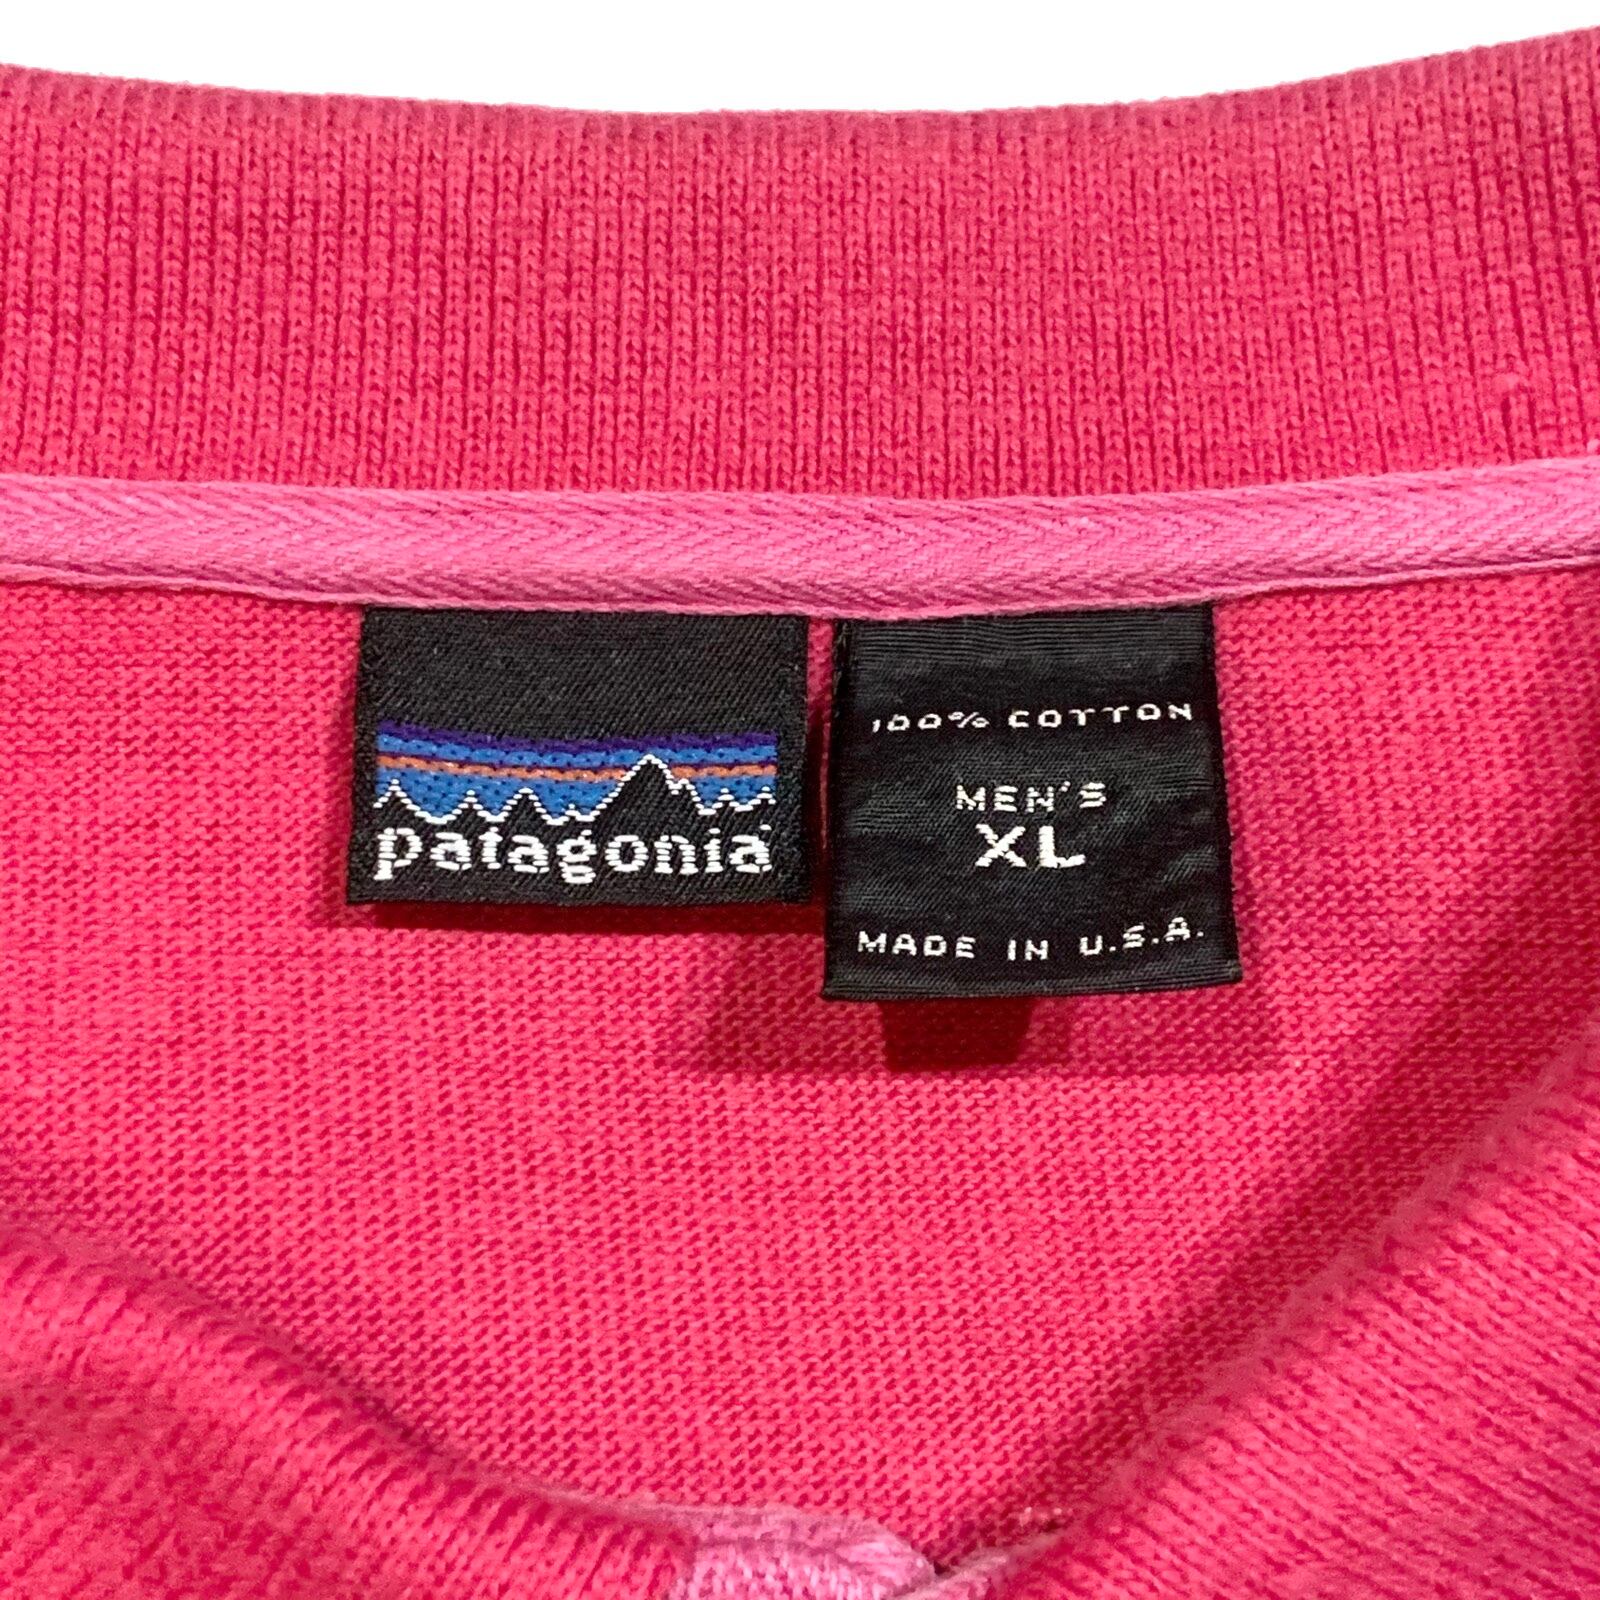 patagonia
100% COTTON
MEN'S
XL
MADE IN U.S.A.